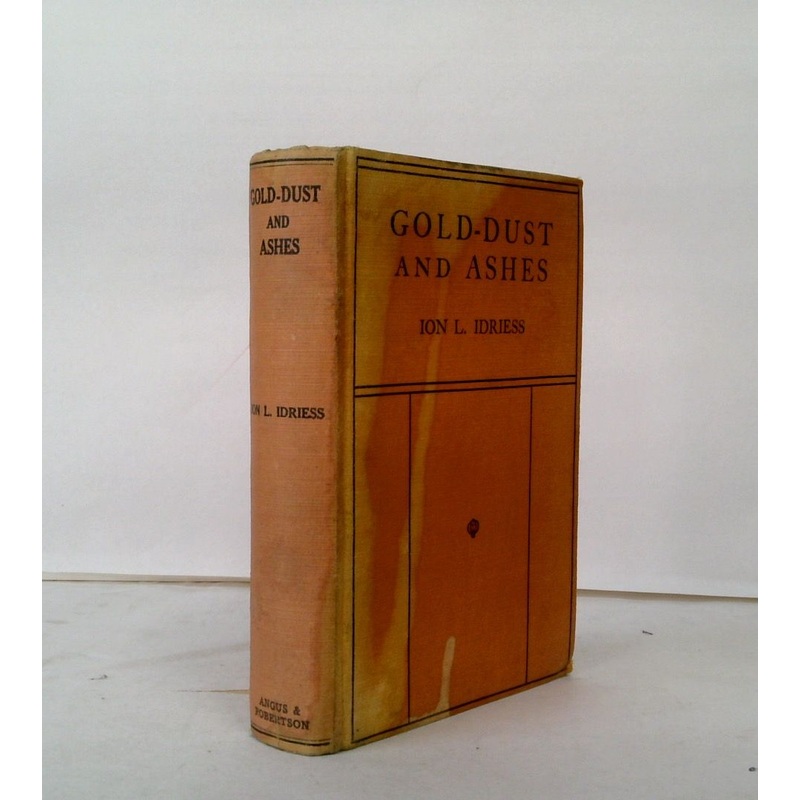 GOLD-DUST
AND
ASHES
ION L. IDRIESS
ANGUS &
ROBERTSON
GOLD-DUST
AND ASHES
ION L. IDRIESS